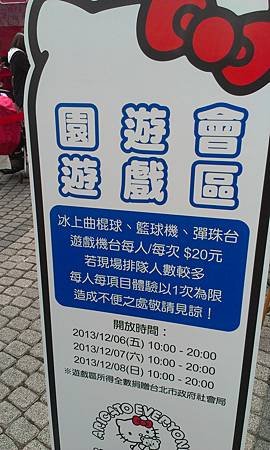 園遊會
遊戲區
冰上曲棍球、籃球機、彈珠台
遊戲機台每人/每次 $20元
若現場排隊人數較多
每人每項目體驗以1次為限
造成不便之處敬請見諒！
開放時間：
2013/12/06(五) 10:00 - 20:00
2013/12/07(六) 10:00 - 20:00
2013/12/08(日) 10:00 - 20:00
※遊戲區所得全數捐贈台北市政府社會局
ARIGATO EVERYONE